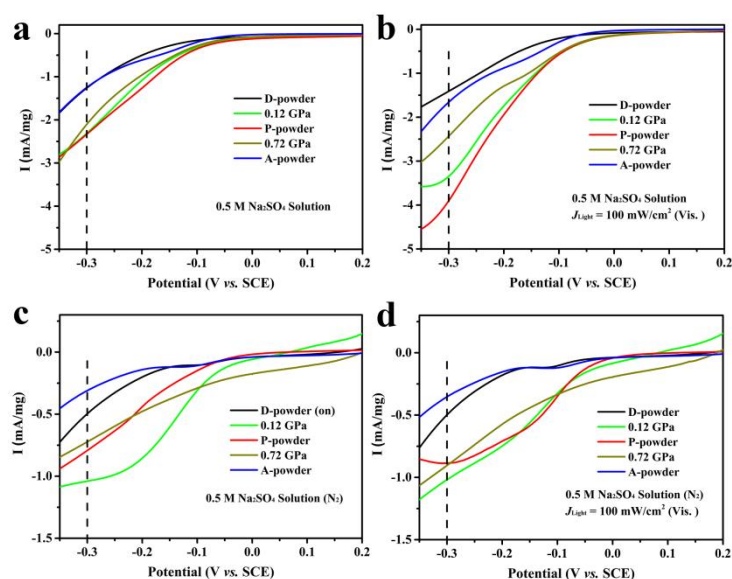 a
0
-1
-2
-3
-4
-5
I (mA/mg)
D-powder
0.12 GPa
P-powder
0.72 GPa
A-powder
0.5 M Na₂SO₄ Solution
-0.3 -0.2 -0.1 0.0 0.1 0.2
Potential (V vs. SCE)
b
0
-1
-2
-3
-4
-5
I (mA/mg)
D-powder
0.12 GPa
P-powder
0.72 GPa
A-powder
0.5 M Na₂SO₄ Solution
J_Light = 100 mW/cm² (Vis. )
-0.3 -0.2 -0.1 0.0 0.1 0.2
Potential (V vs. SCE)
c
0.0
-0.5
-1.0
-1.5
I (mA/mg)
D-powder (on)
0.12 GPa
P-powder
0.72 GPa
A-powder
0.5 M Na₂SO₄ Solution (N₂)
-0.3 -0.2 -0.1 0.0 0.1 0.2
Potential (V vs. SCE)
d
0.0
-0.5
-1.0
-1.5
I (mA/mg)
D-powder
0.12 GPa
P-powder
0.72 GPa
A-powder
0.5 M Na₂SO₄ Solution (N₂)
J_Light = 100 mW/cm² (Vis.)
-0.3 -0.2 -0.1 0.0 0.1 0.2
Potential (V vs. SCE)